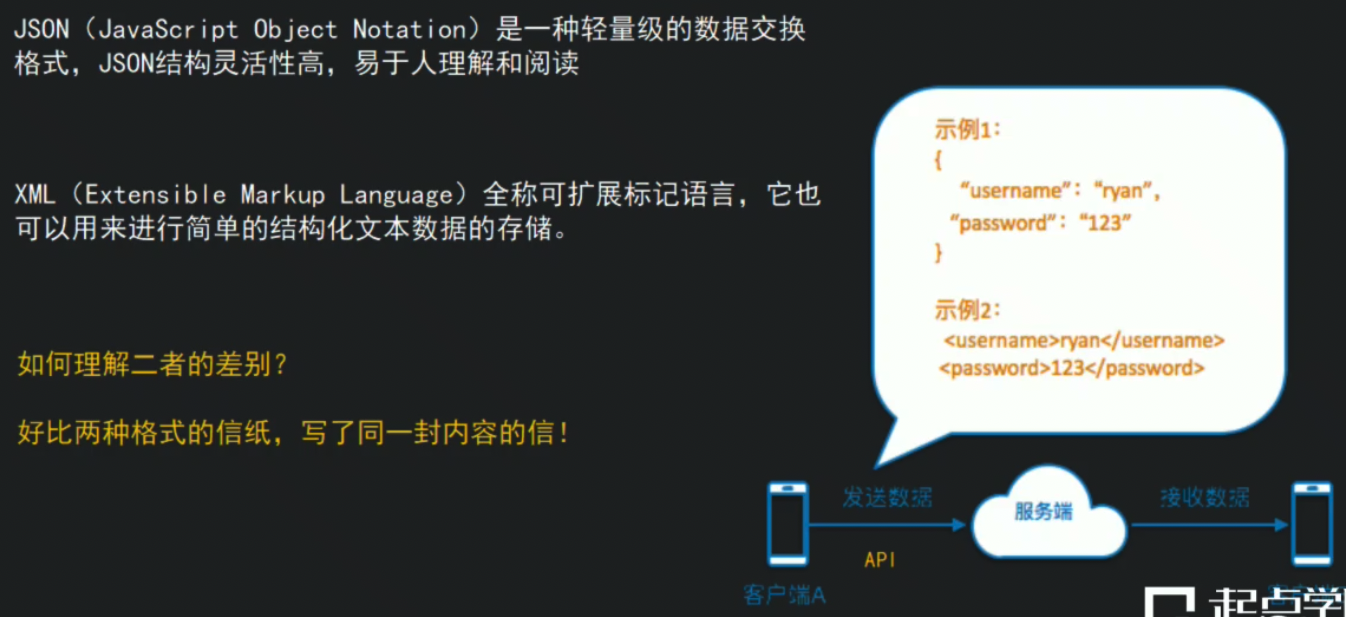 JSON（JavaScript Object Notation）是一种轻量级的数据交换
格式，JSON结构灵活性高，易于人理解和阅读
XML（Extensible Markup Language）全称可扩展标记语言，它也
可以用来进行简单的结构化文本数据的存储。
如何理解二者的差别？
好比两种格式的信纸，写了同一封内容的信！
示例1：
{
“username”：“ryan”,
“password”：“123”
}
示例2：
<username>ryan</username>
<password>123</password>
发送数据
服务端
接收数据
API
客户端A
起点学